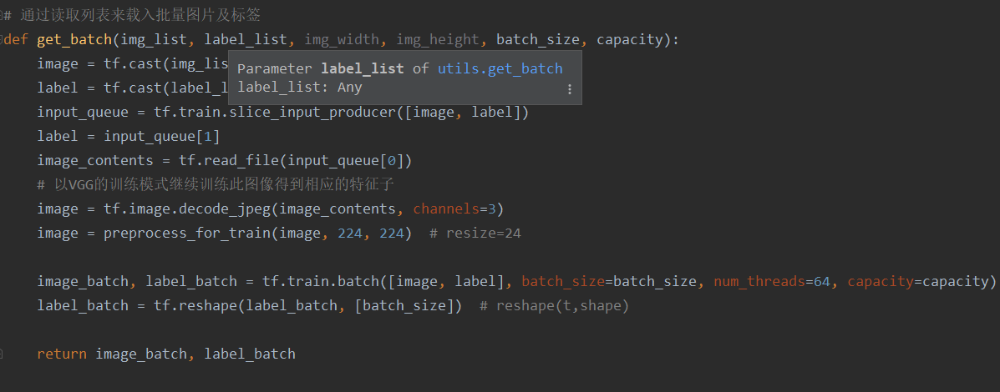 # 通过读取列表来载入批量图片及标签
def get_batch(img_list, label_list, img_width, img_height, batch_size, capacity):
    image = tf.cast(img_lis
    label = tf.cast(label_l
Parameter label_list of utils.get_batch
label_list: Any
    input_queue = tf.train.slice_input_producer([image, label])
    label = input_queue[1]
    image_contents = tf.read_file(input_queue[0])
    # 以VGG的训练模式继续训练此图像得到相应的特征子
    image = tf.image.decode_jpeg(image_contents, channels=3)
    image = preprocess_for_train(image, 224, 224)  # resize=24
    image_batch, label_batch = tf.train.batch([image, label], batch_size=batch_size, num_threads=64, capacity=capacity)
    label_batch = tf.reshape(label_batch, [batch_size])  # reshape(t,shape)
    return image_batch, label_batch